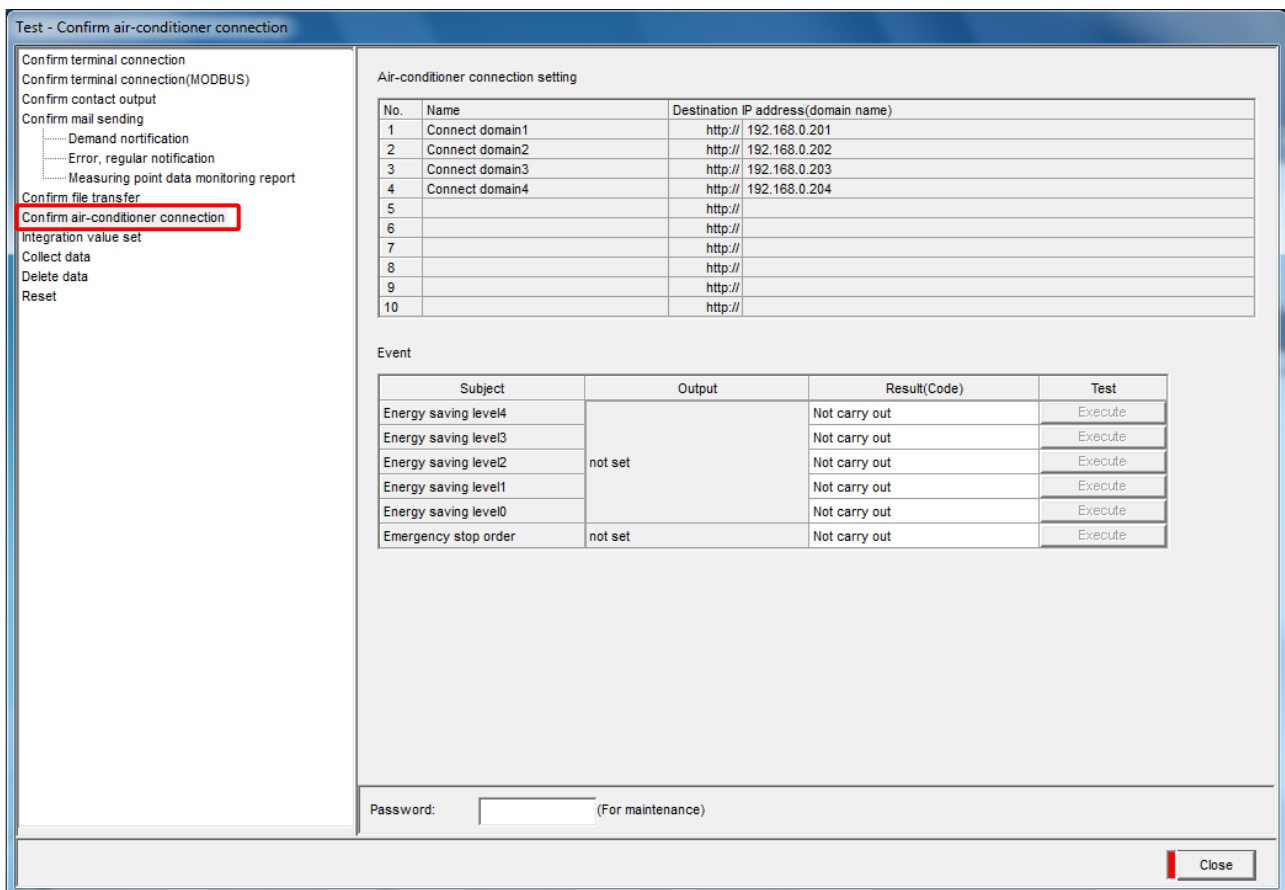 Test - Confirm air-conditioner connection
Confirm terminal connection
Confirm terminal connection(MODBUS)
Confirm contact output
Confirm mail sending
Demand nortification
Error, regular notification
Measuring point data monitoring report
Confirm file transfer
Confirm air-conditioner connection
Integration value set
Collect data
Delete data
Reset
Air-conditioner connection setting
No. Name Destination IP address(domain name)
1 Connect domain1 http:// 192.168.0.201
2 Connect domain2 http:// 192.168.0.202
3 Connect domain3 http:// 192.168.0.203
4 Connect domain4 http:// 192.168.0.204
5 http://
6 http://
7 http://
8 http://
9 http://
10 http://
Event
Subject Output Result(Code) Test
Energy saving level4 Not carry out Execute
Energy saving level3 Not carry out Execute
Energy saving level2 not set Not carry out Execute
Energy saving level1 Not carry out Execute
Energy saving level0 Not carry out Execute
Emergency stop order not set Not carry out Execute
Password: (For maintenance)
Close